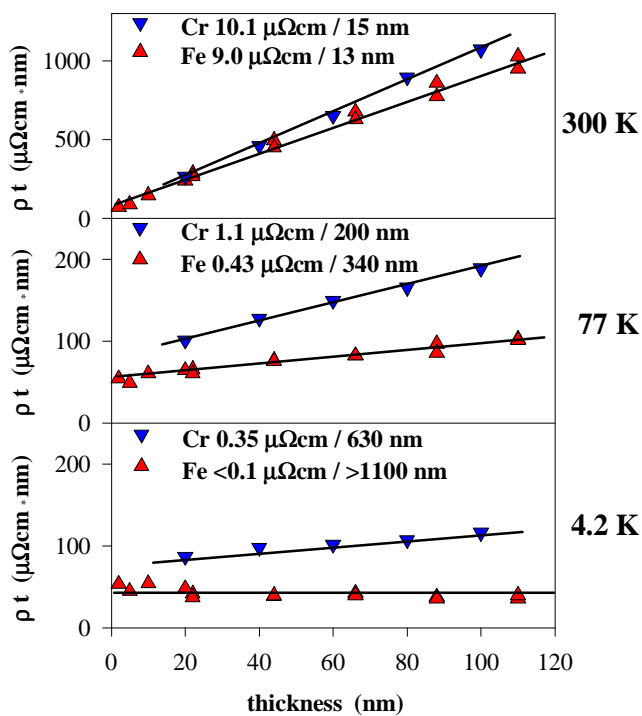 Cr 10.1 μΩcm / 15 nm
Fe 9.0 μΩcm / 13 nm
1000
500
0
ρ t (μΩcm*nm)
300 K
Cr 1.1 μΩcm / 200 nm
Fe 0.43 μΩcm / 340 nm
200
100
0
ρ t (μΩcm*nm)
77 K
Cr 0.35 μΩcm / 630 nm
Fe <0.1 μΩcm / >1100 nm
200
100
0
ρ t (μΩcm*nm)
4.2 K
0 20 40 60 80 100 120
thickness (nm)